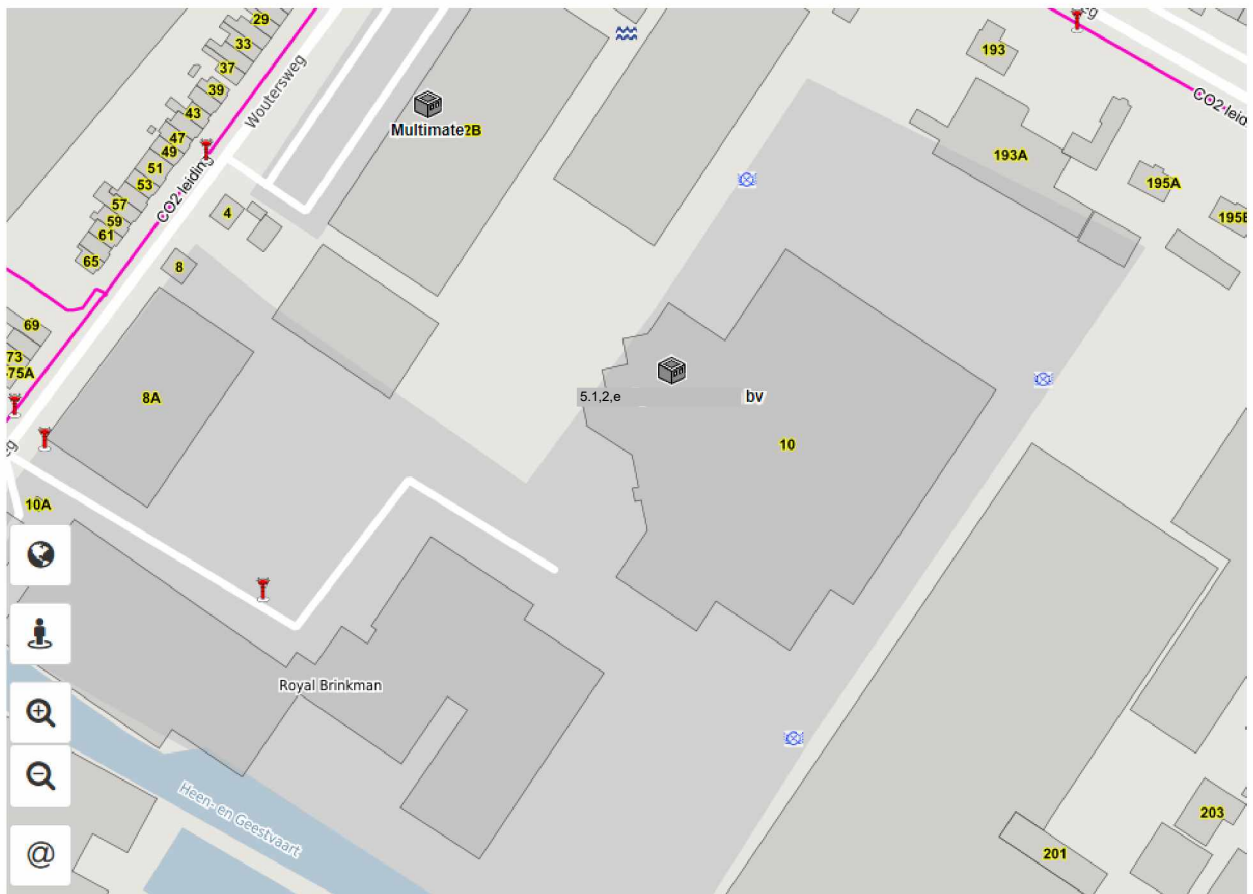 29
33
37
39
43
47
49
51
53
57
59
61
65
69
73
75A
Woutersweg
CO2-leiding
4
8
8A
10A
Multimate
2B
193
193A
195A
195B
CO2-leid
5.1,2,e
bv
10
Royal Brinkman
Heen- en Geestvaart
203
201
@